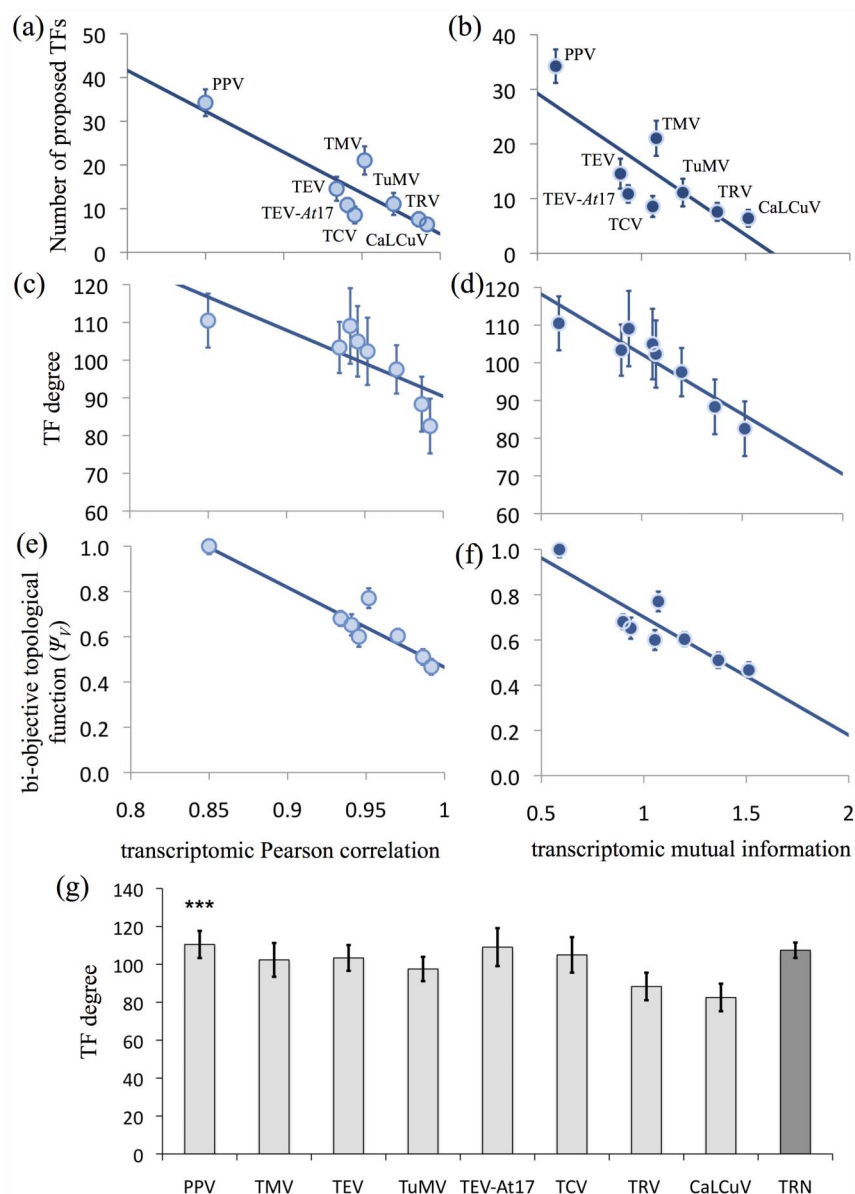 (a)
Number of proposed TFs
50
40
30
20
10
0
PPV
TMV
TEV
TuMV
TEV-At17
TRV
TCV
CaLCuV
(b)
40
30
20
10
0
PPV
TMV
TEV
TuMV
TEV-At17
TRV
TCV
CaLCuV
(c)
TF degree
120
110
100
90
80
70
60
(d)
120
110
100
90
80
70
60
(e)
bi-objective topological
function (ΨV)
1.0
0.8
0.6
0.4
0.2
0.0
0.8 0.85 0.9 0.95 1
transcriptomic Pearson correlation
(f)
1.0
0.8
0.6
0.4
0.2
0.0
0.5 1 1.5 2
transcriptomic mutual information
(g)
TF degree
140
120
100
80
60
40
20
0
***
PPV TMV TEV TuMV TEV-At17 TCV TRV CaLCuV TRN